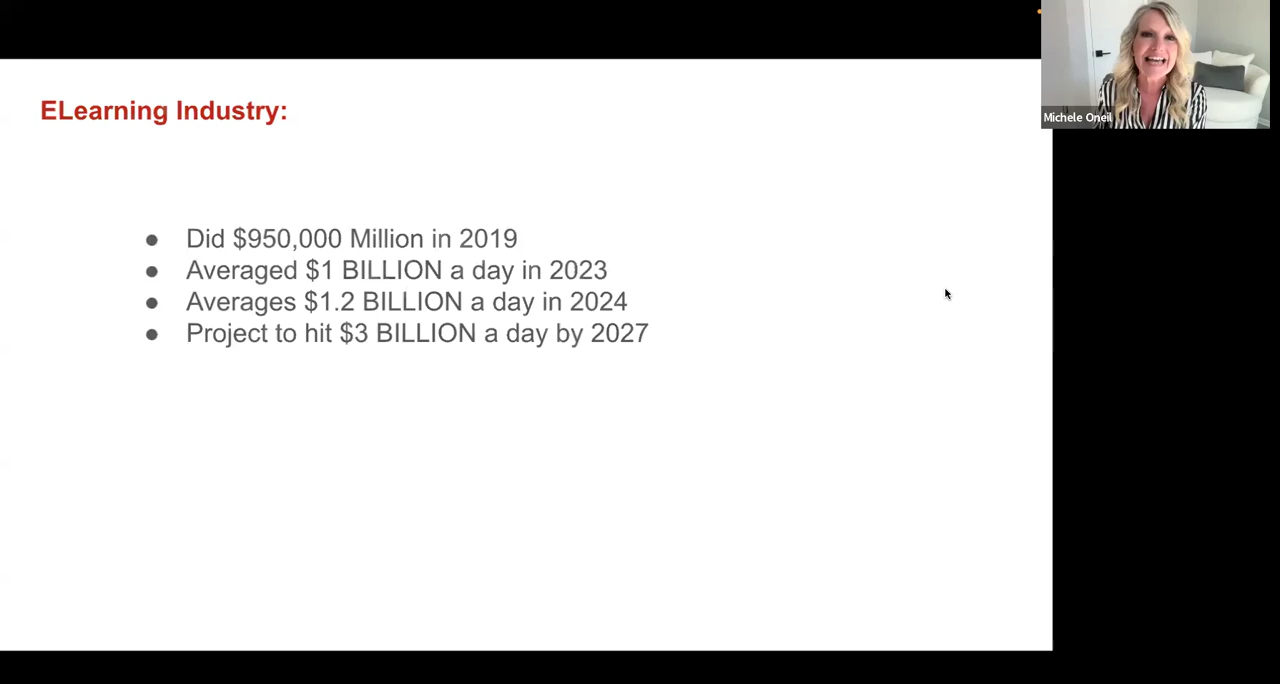 ELearning Industry:
● Did $950,000 Million in 2019
● Averaged $1 BILLION a day in 2023
● Averages $1.2 BILLION a day in 2024
● Project to hit $3 BILLION a day by 2027
Michele Oneil